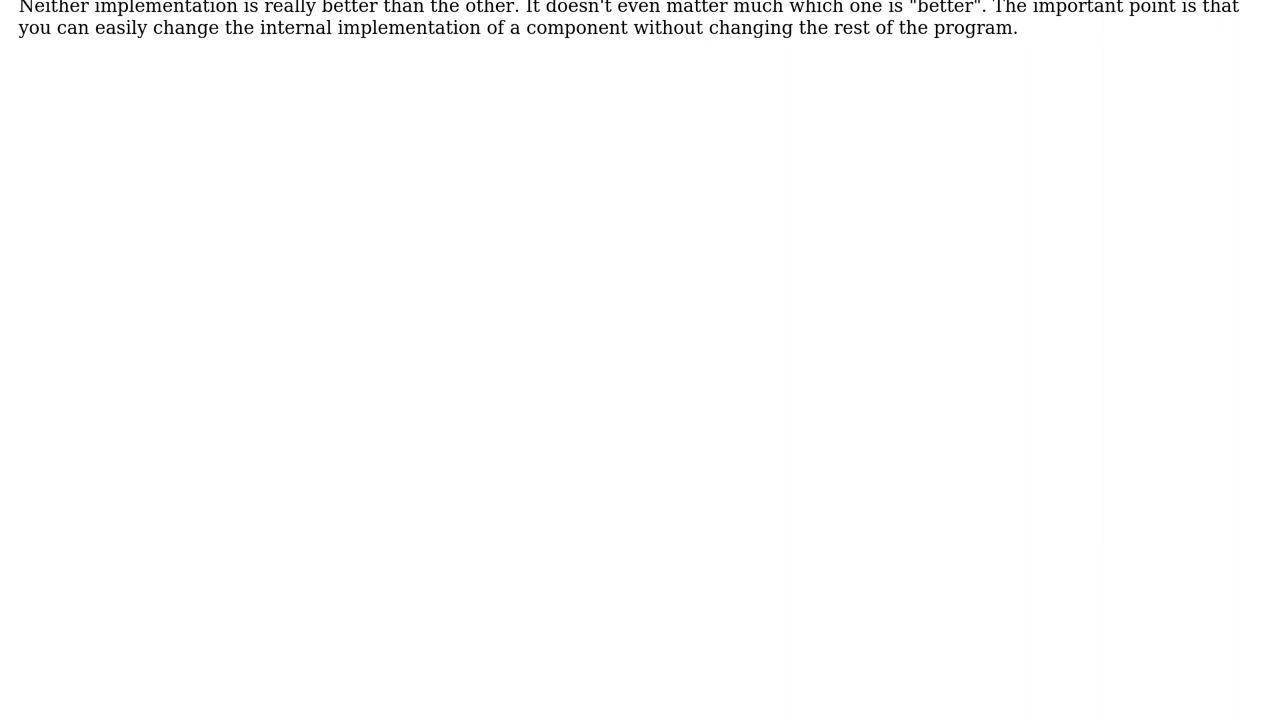 Neither implementation is really better than the other. It doesn't even matter much which one is "better". The important point is that
you can easily change the internal implementation of a component without changing the rest of the program.